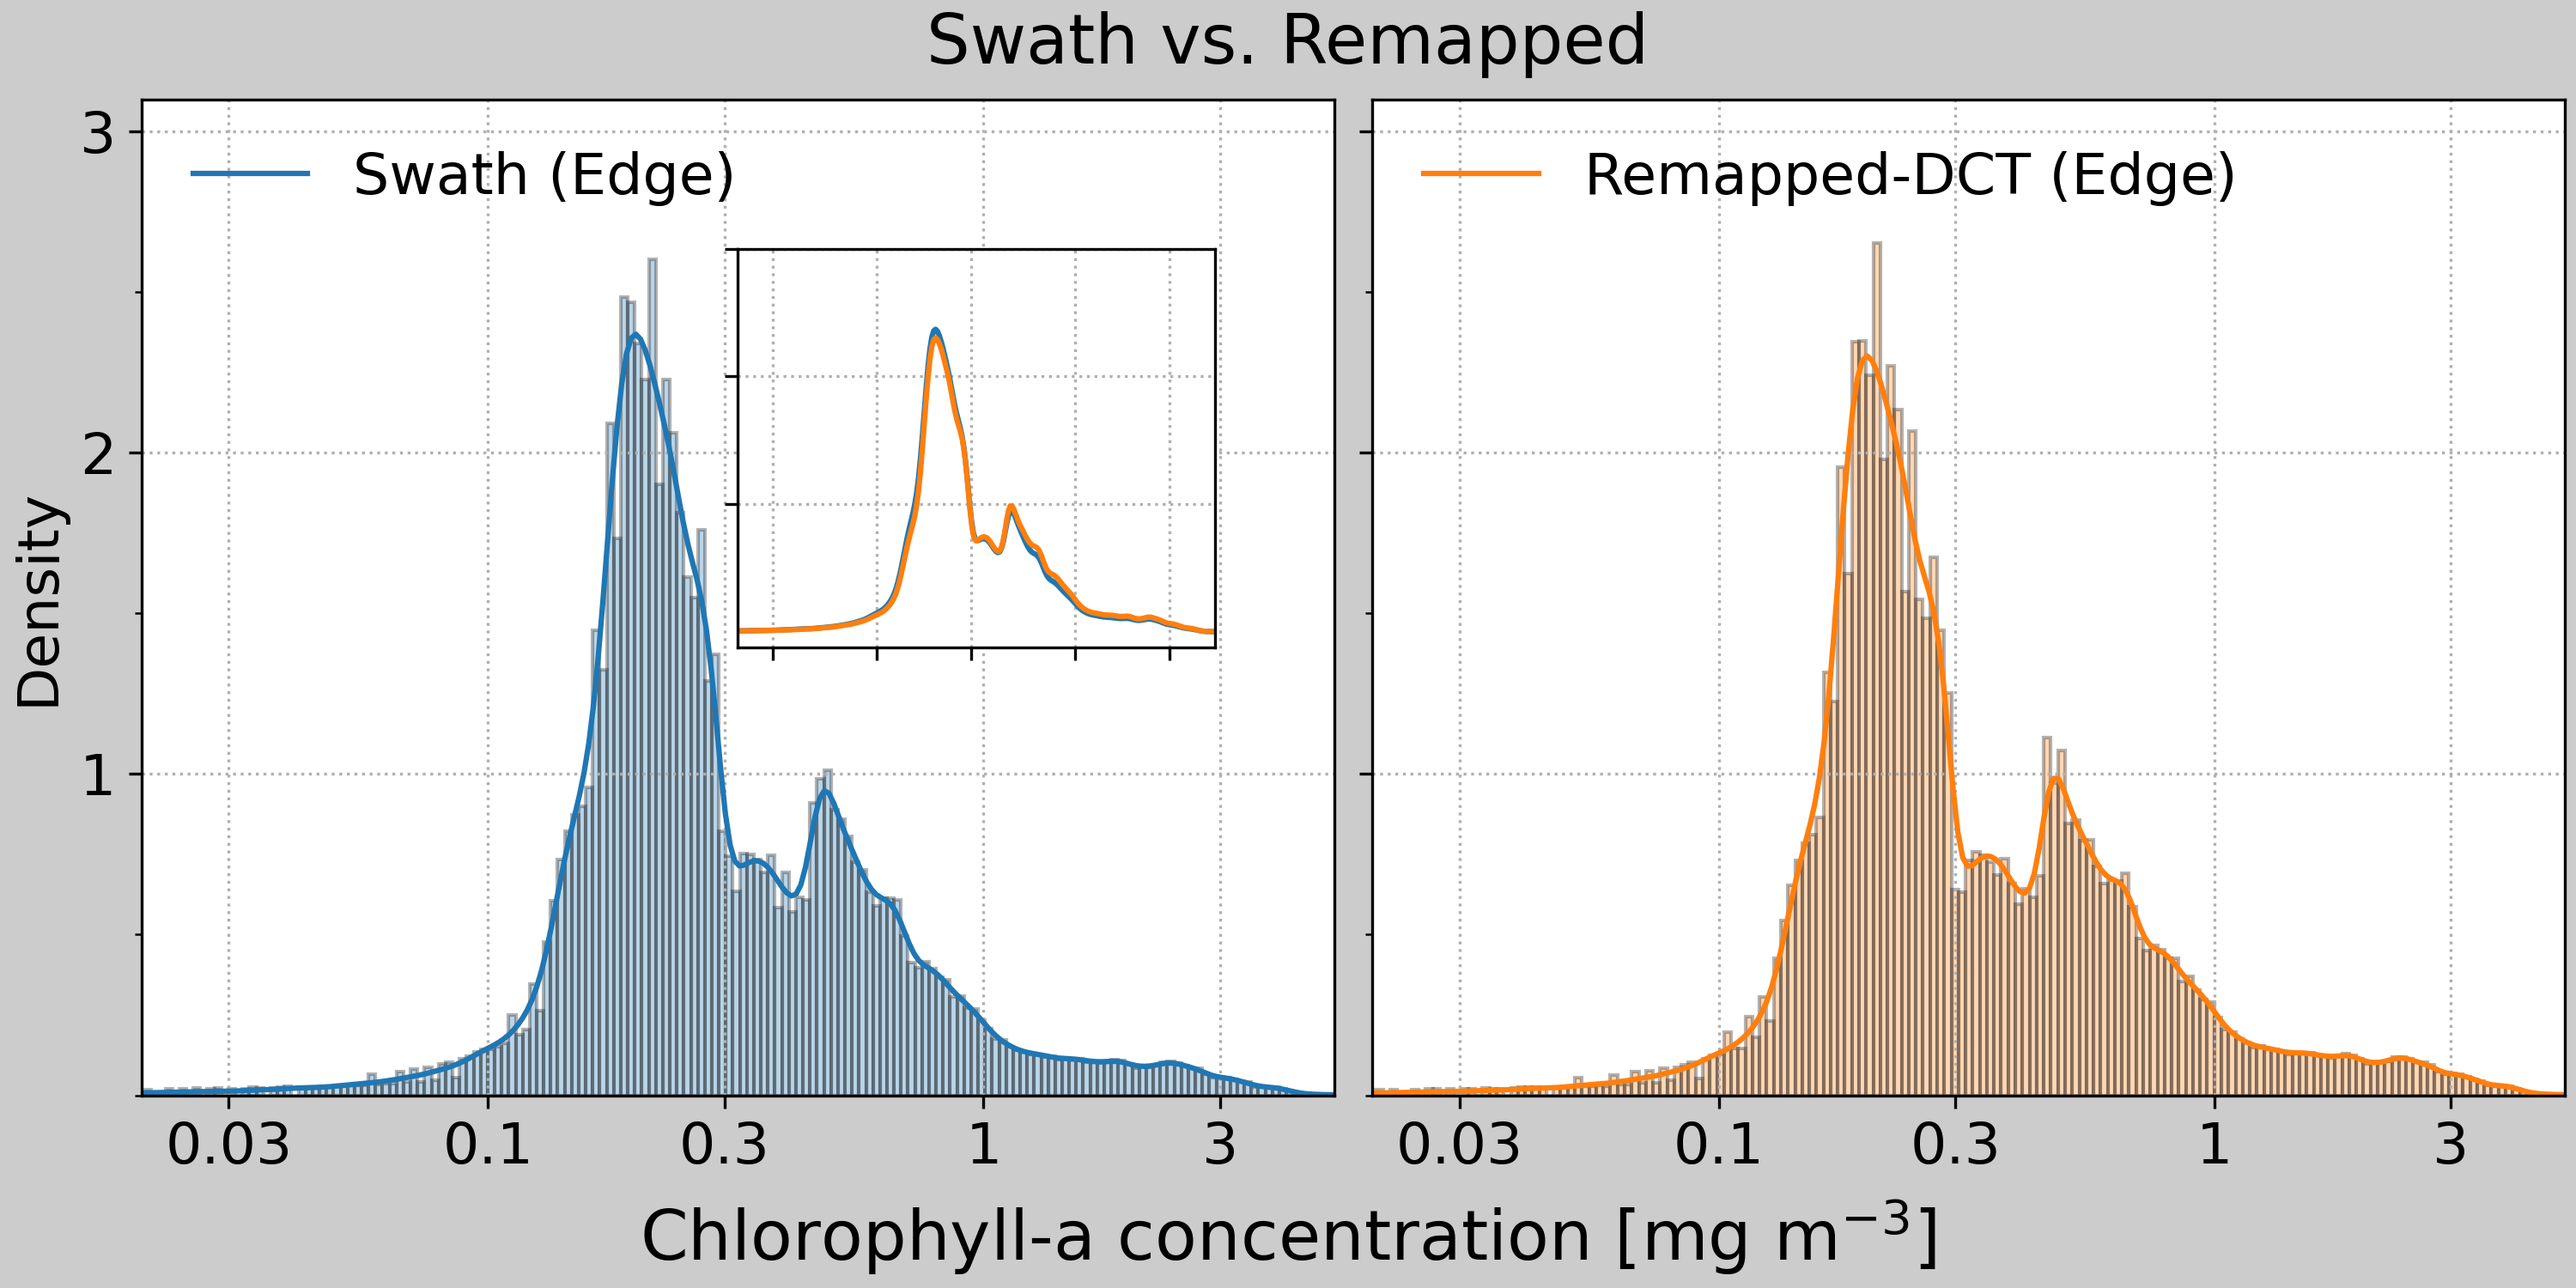 Swath vs. Remapped
Swath (Edge)
Remapped-DCT (Edge)
Density
3
2
1
0.03 0.1 0.3 1 3
0.03 0.1 0.3 1 3
Chlorophyll-a concentration [mg m⁻³]